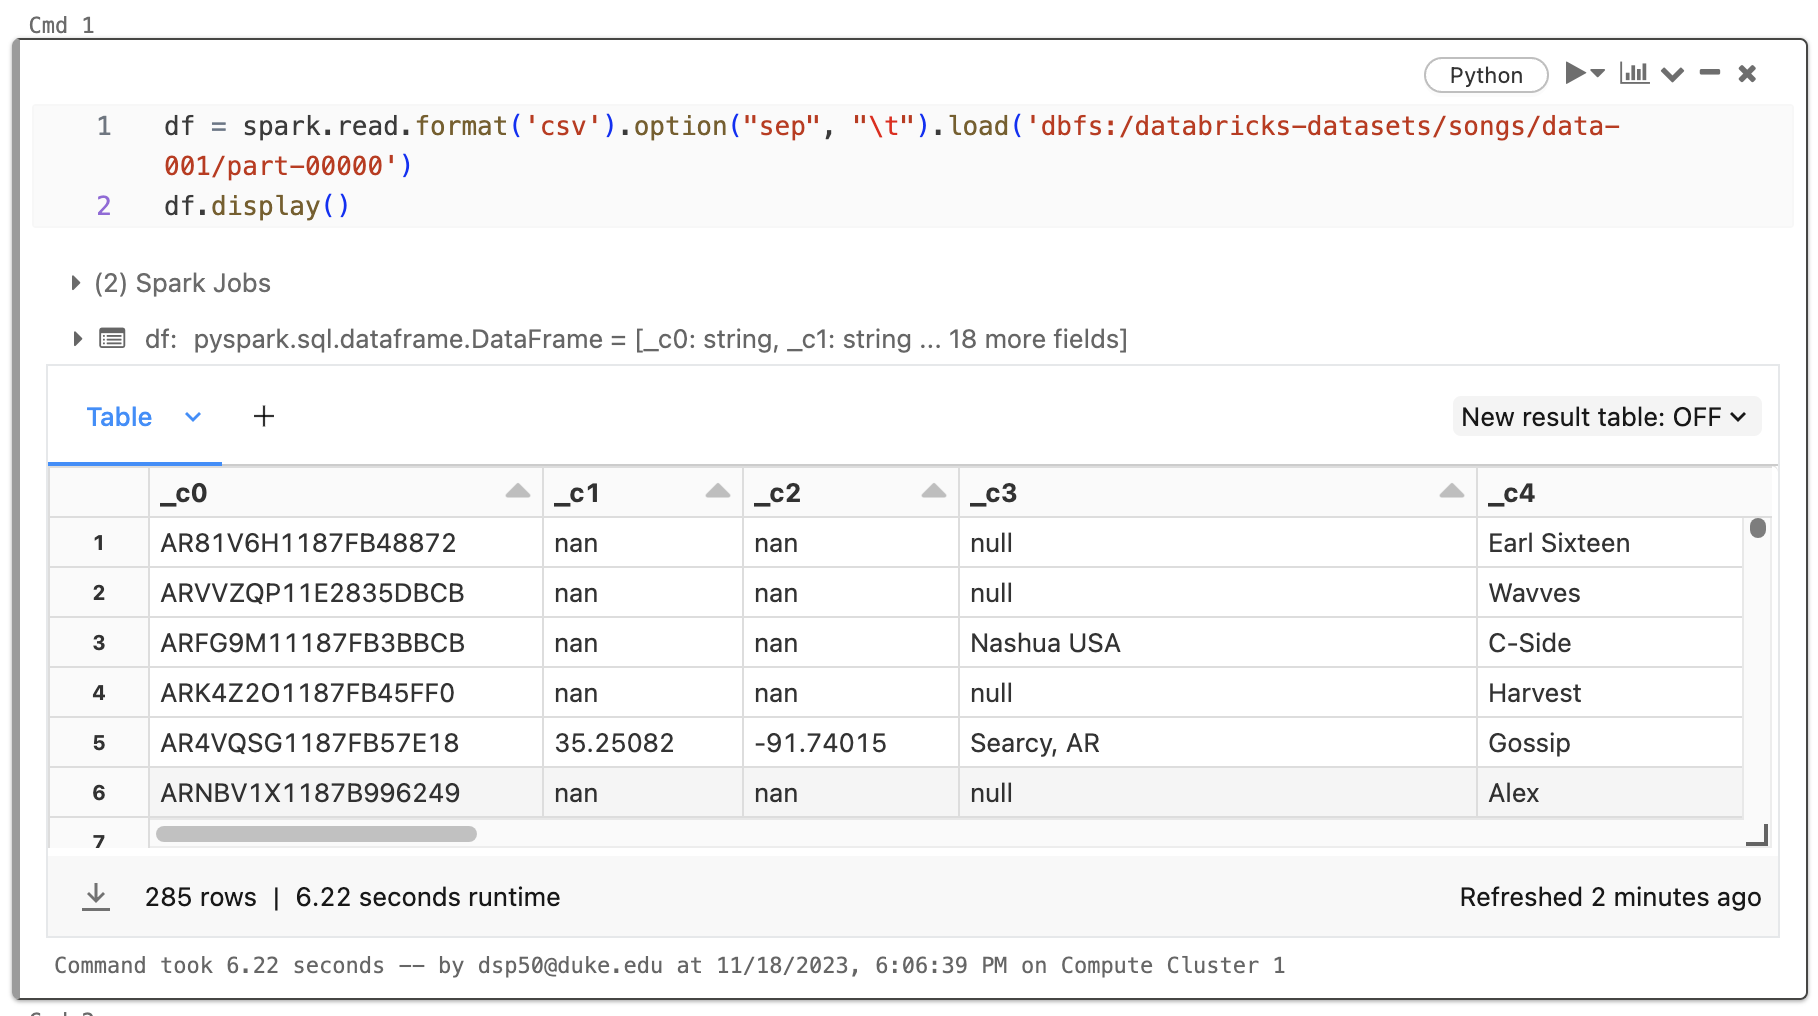 Cmd 1
Python
1 df = spark.read.format('csv').option("sep", "\t").load('dbfs:/databricks-datasets/songs/data-
001/part-00000')
2 df.display()
(2) Spark Jobs
df: pyspark.sql.dataframe.DataFrame = [_c0: string, _c1: string ... 18 more fields]
Table + New result table: OFF
_c0 _c1 _c2 _c3 _c4
1 AR81V6H1187FB48872 nan nan null Earl Sixteen
2 ARVVZQP11E2835DBCB nan nan null Wavves
3 ARFG9M11187FB3BBCB nan nan Nashua USA C-Side
4 ARK4Z2O1187FB45FF0 nan nan null Harvest
5 AR4VQSG1187FB57E18 35.25082 -91.74015 Searcy, AR Gossip
6 ARNBV1X1187B996249 nan nan null Alex
7
285 rows | 6.22 seconds runtime Refreshed 2 minutes ago
Command took 6.22 seconds -- by dsp50@duke.edu at 11/18/2023, 6:06:39 PM on Compute Cluster 1